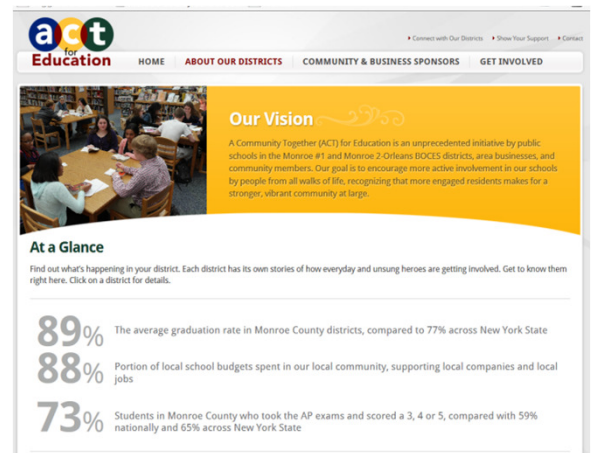 act
for
Education
Connect with Our Districts Show Your Support Contact
HOME ABOUT OUR DISTRICTS COMMUNITY & BUSINESS SPONSORS GET INVOLVED
Our Vision
A Community Together (ACT) for Education is an unprecedented initiative by public
schools in the Monroe #1 and Monroe 2-Orleans BOCES districts, area businesses, and
community members. Our goal is to encourage more active involvement in our schools
by people from all walks of life, recognizing that more engaged residents makes for a
stronger, vibrant community at large.
At a Glance
Find out what's happening in your district. Each district has its own stories of how everyday and unsung heroes are getting involved. Get to know them
right here. Click on a district for details.
89% The average graduation rate in Monroe County districts, compared to 77% across New York State
88% Portion of local school budgets spent in our local community, supporting local companies and local
jobs
73% Students in Monroe County who took the AP exams and scored a 3, 4 or 5, compared with 59%
nationally and 65% across New York State